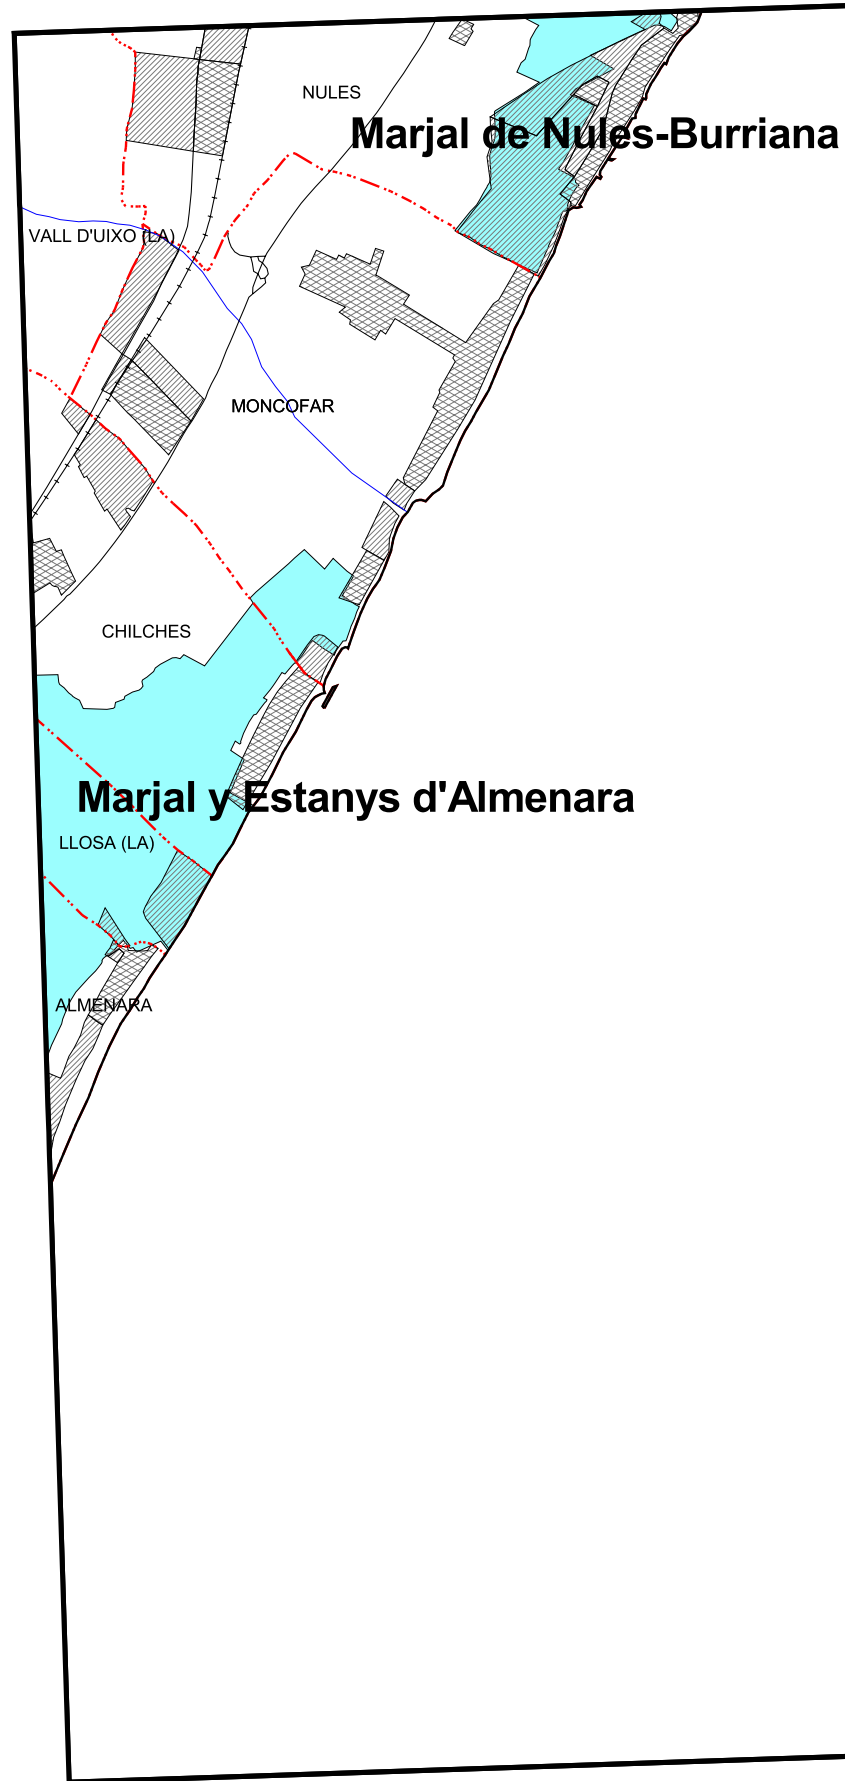 NULES
Marjal de Nules-Burriana
VALL D'UIXO (LA)
MONCOFAR
CHILCHES
Marjal y Estanys d'Almenara
LLOSA (LA)
ALMENARA